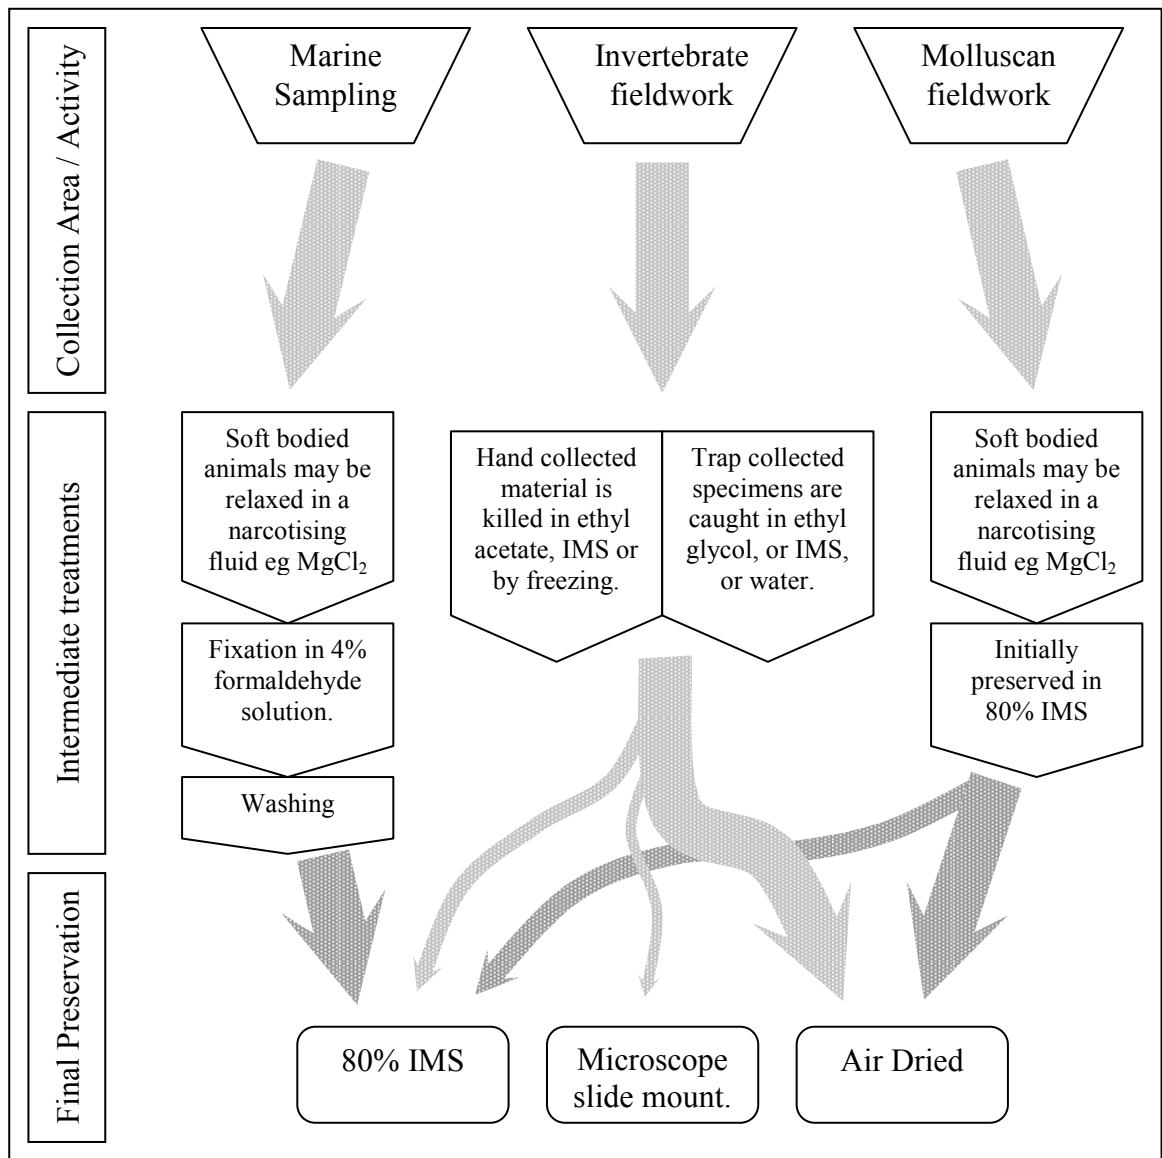 Collection Area / Activity
Marine
Sampling
Invertebrate
fieldwork
Molluscan
fieldwork
Intermediate treatments
Soft bodied
animals may be
relaxed in a
narcotising
fluid eg MgCl₂
Fixation in 4%
formaldehyde
solution.
Washing
Hand collected
material is
killed in ethyl
acetate, IMS or
by freezing.
Trap collected
specimens are
caught in ethyl
glycol, or IMS,
or water.
Soft bodied
animals may be
relaxed in a
narcotising
fluid eg MgCl₂
Initially
preserved in
80% IMS
Final Preservation
80% IMS
Microscope
slide mount.
Air Dried